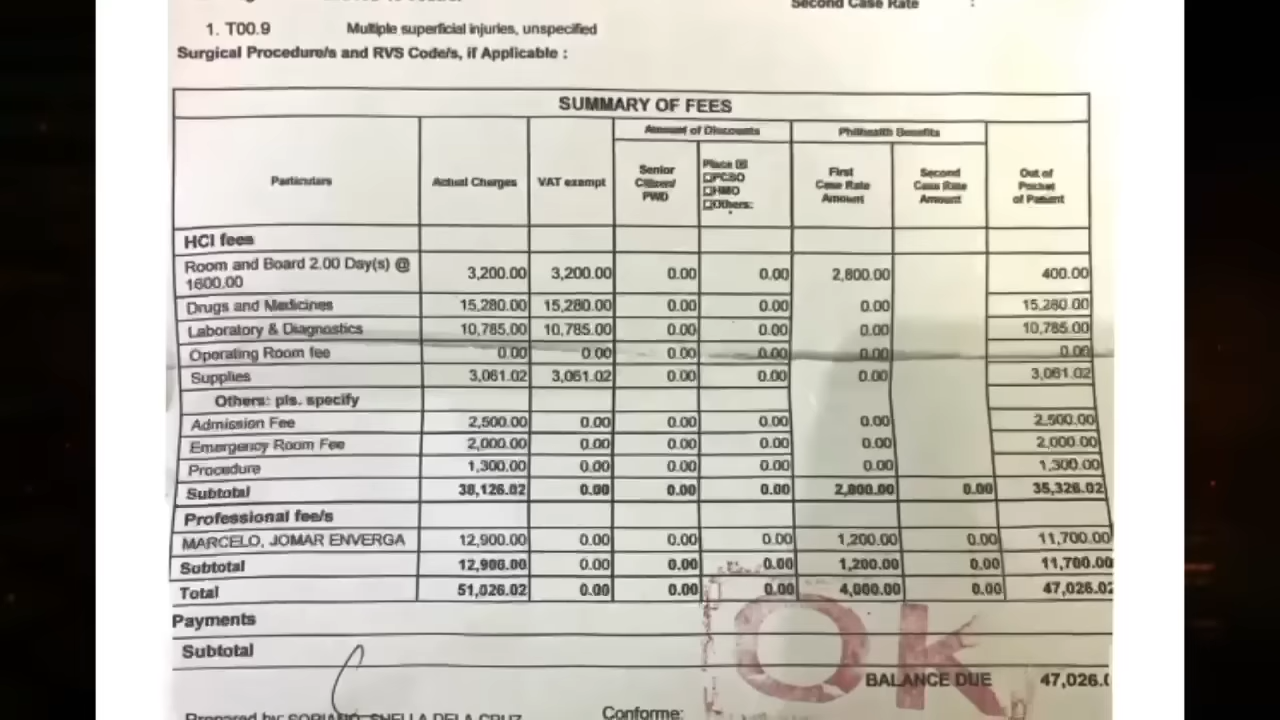 Second Case Rate :
1. T00.9 Multiple superficial injuries, unspecified
Surgical Procedure/s and RVS Code/s, if Applicable :
SUMMARY OF FEES
Particulars
Actual Charges
VAT exempt
Amount of Discounts
Senior
Citizen/
PWD
Place
PCSO
HMO
Others:
Philhealth Benefits
First
Case Rate
Amount
Second
Case Rate
Amount
Out of
Pocket
of Patient
HCI fees
Room and Board 2.00 Day(s) @
1600.00 3,200.00 3,200.00 0.00 0.00 2,800.00 400.00
Drugs and Medicines 15,280.00 15,280.00 0.00 0.00 0.00 15,280.00
Laboratory & Diagnostics 10,785.00 10,785.00 0.00 0.00 0.00 10,785.00
Operating Room fee 0.00 0.00 0.00 0.00 0.00 0.00
Supplies 3,061.02 3,061.02 0.00 0.00 0.00 3,061.02
Others: pls. specify
Admission Fee 2,500.00 0.00 0.00 0.00 0.00 2,500.00
Emergency Room Fee 2,000.00 0.00 0.00 0.00 0.00 2,000.00
Procedure 1,300.00 0.00 0.00 0.00 0.00 1,300.00
Subtotal 38,126.02 0.00 0.00 0.00 2,800.00 0.00 35,326.02
Professional fee/s
MARCELO, JOMAR ENVERGA 12,900.00 0.00 0.00 0.00 1,200.00 0.00 11,700.00
Subtotal 12,900.00 0.00 0.00 0.00 1,200.00 0.00 11,700.00
Total 51,026.02 0.00 0.00 0.00 4,000.00 0.00 47,026.02
Payments
Subtotal
OK
BALANCE DUE 47,026.0
Prepared by: SORIANO, SHELLA DELA CRUZ
Conforme: